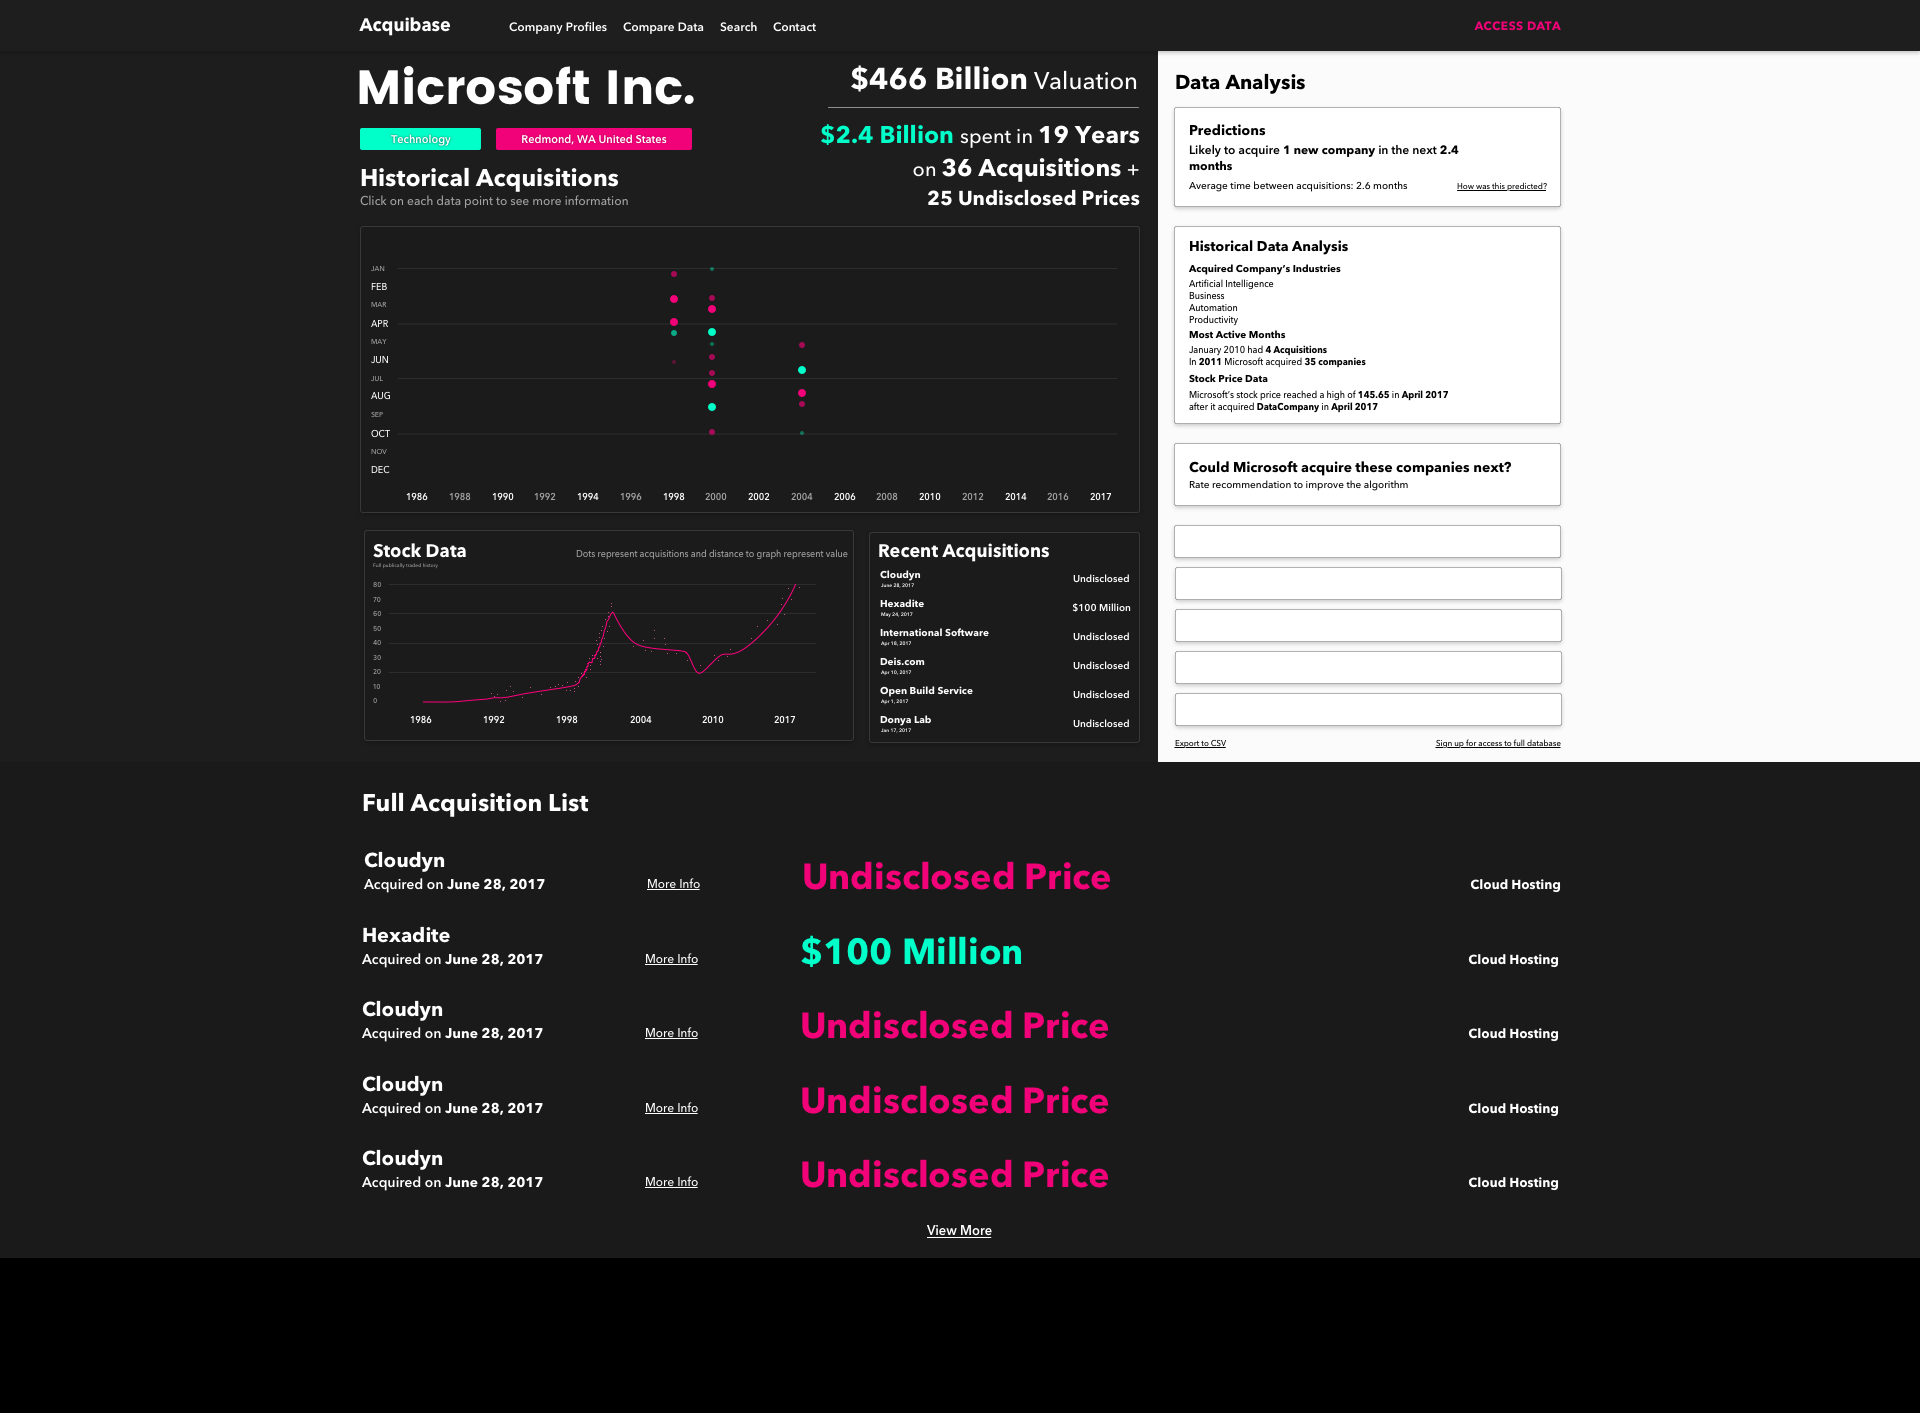 Acquibase
Company Profiles
Compare Data
Search
Contact
ACCESS DATA
Microsoft Inc.
Technology
Redmond, WA United States
Historical Acquisitions
Click on each data point to see more information
$466 Billion Valuation
$2.4 Billion spent in 19 Years
on 36 Acquisitions +
25 Undisclosed Prices
JAN
FEB
MAR
APR
MAY
JUN
JUL
AUG
SEP
OCT
NOV
DEC
1986 1988 1990 1992 1994 1996 1998 2000 2002 2004 2006 2008 2010 2012 2014 2016 2017
Stock Data
Full publically traded history
Dots represent acquisitions and distance to graph represent value
80
70
60
50
40
30
20
10
0
1986 1992 1998 2004 2010 2017
Recent Acquisitions
Cloudyn
June 28, 2017
Undisclosed
Hexadite
May 24, 2017
$100 Million
International Software
Apr 18, 2017
Undisclosed
Deis.com
Apr 10, 2017
Undisclosed
Open Build Service
Apr 1, 2017
Undisclosed
Donya Lab
Jan 17, 2017
Undisclosed
Data Analysis
Predictions
Likely to acquire 1 new company in the next 2.4
months
Average time between acquisitions: 2.6 months
How was this predicted?
Historical Data Analysis
Acquired Company's Industries
Artificial Intelligence
Business
Automation
Productivity
Most Active Months
January 2010 had 4 Acquisitions
In 2011 Microsoft acquired 35 companies
Stock Price Data
Microsoft's stock price reached a high of 145.65 in April 2017
after it acquired DataCompany in April 2017
Could Microsoft acquire these companies next?
Rate recommendation to improve the algorithm
Export to CSV
Sign up for access to full database
Full Acquisition List
Cloudyn
Acquired on June 28, 2017
More Info
Undisclosed Price
Cloud Hosting
Hexadite
Acquired on June 28, 2017
More Info
$100 Million
Cloud Hosting
Cloudyn
Acquired on June 28, 2017
More Info
Undisclosed Price
Cloud Hosting
Cloudyn
Acquired on June 28, 2017
More Info
Undisclosed Price
Cloud Hosting
Cloudyn
Acquired on June 28, 2017
More Info
Undisclosed Price
Cloud Hosting
View More